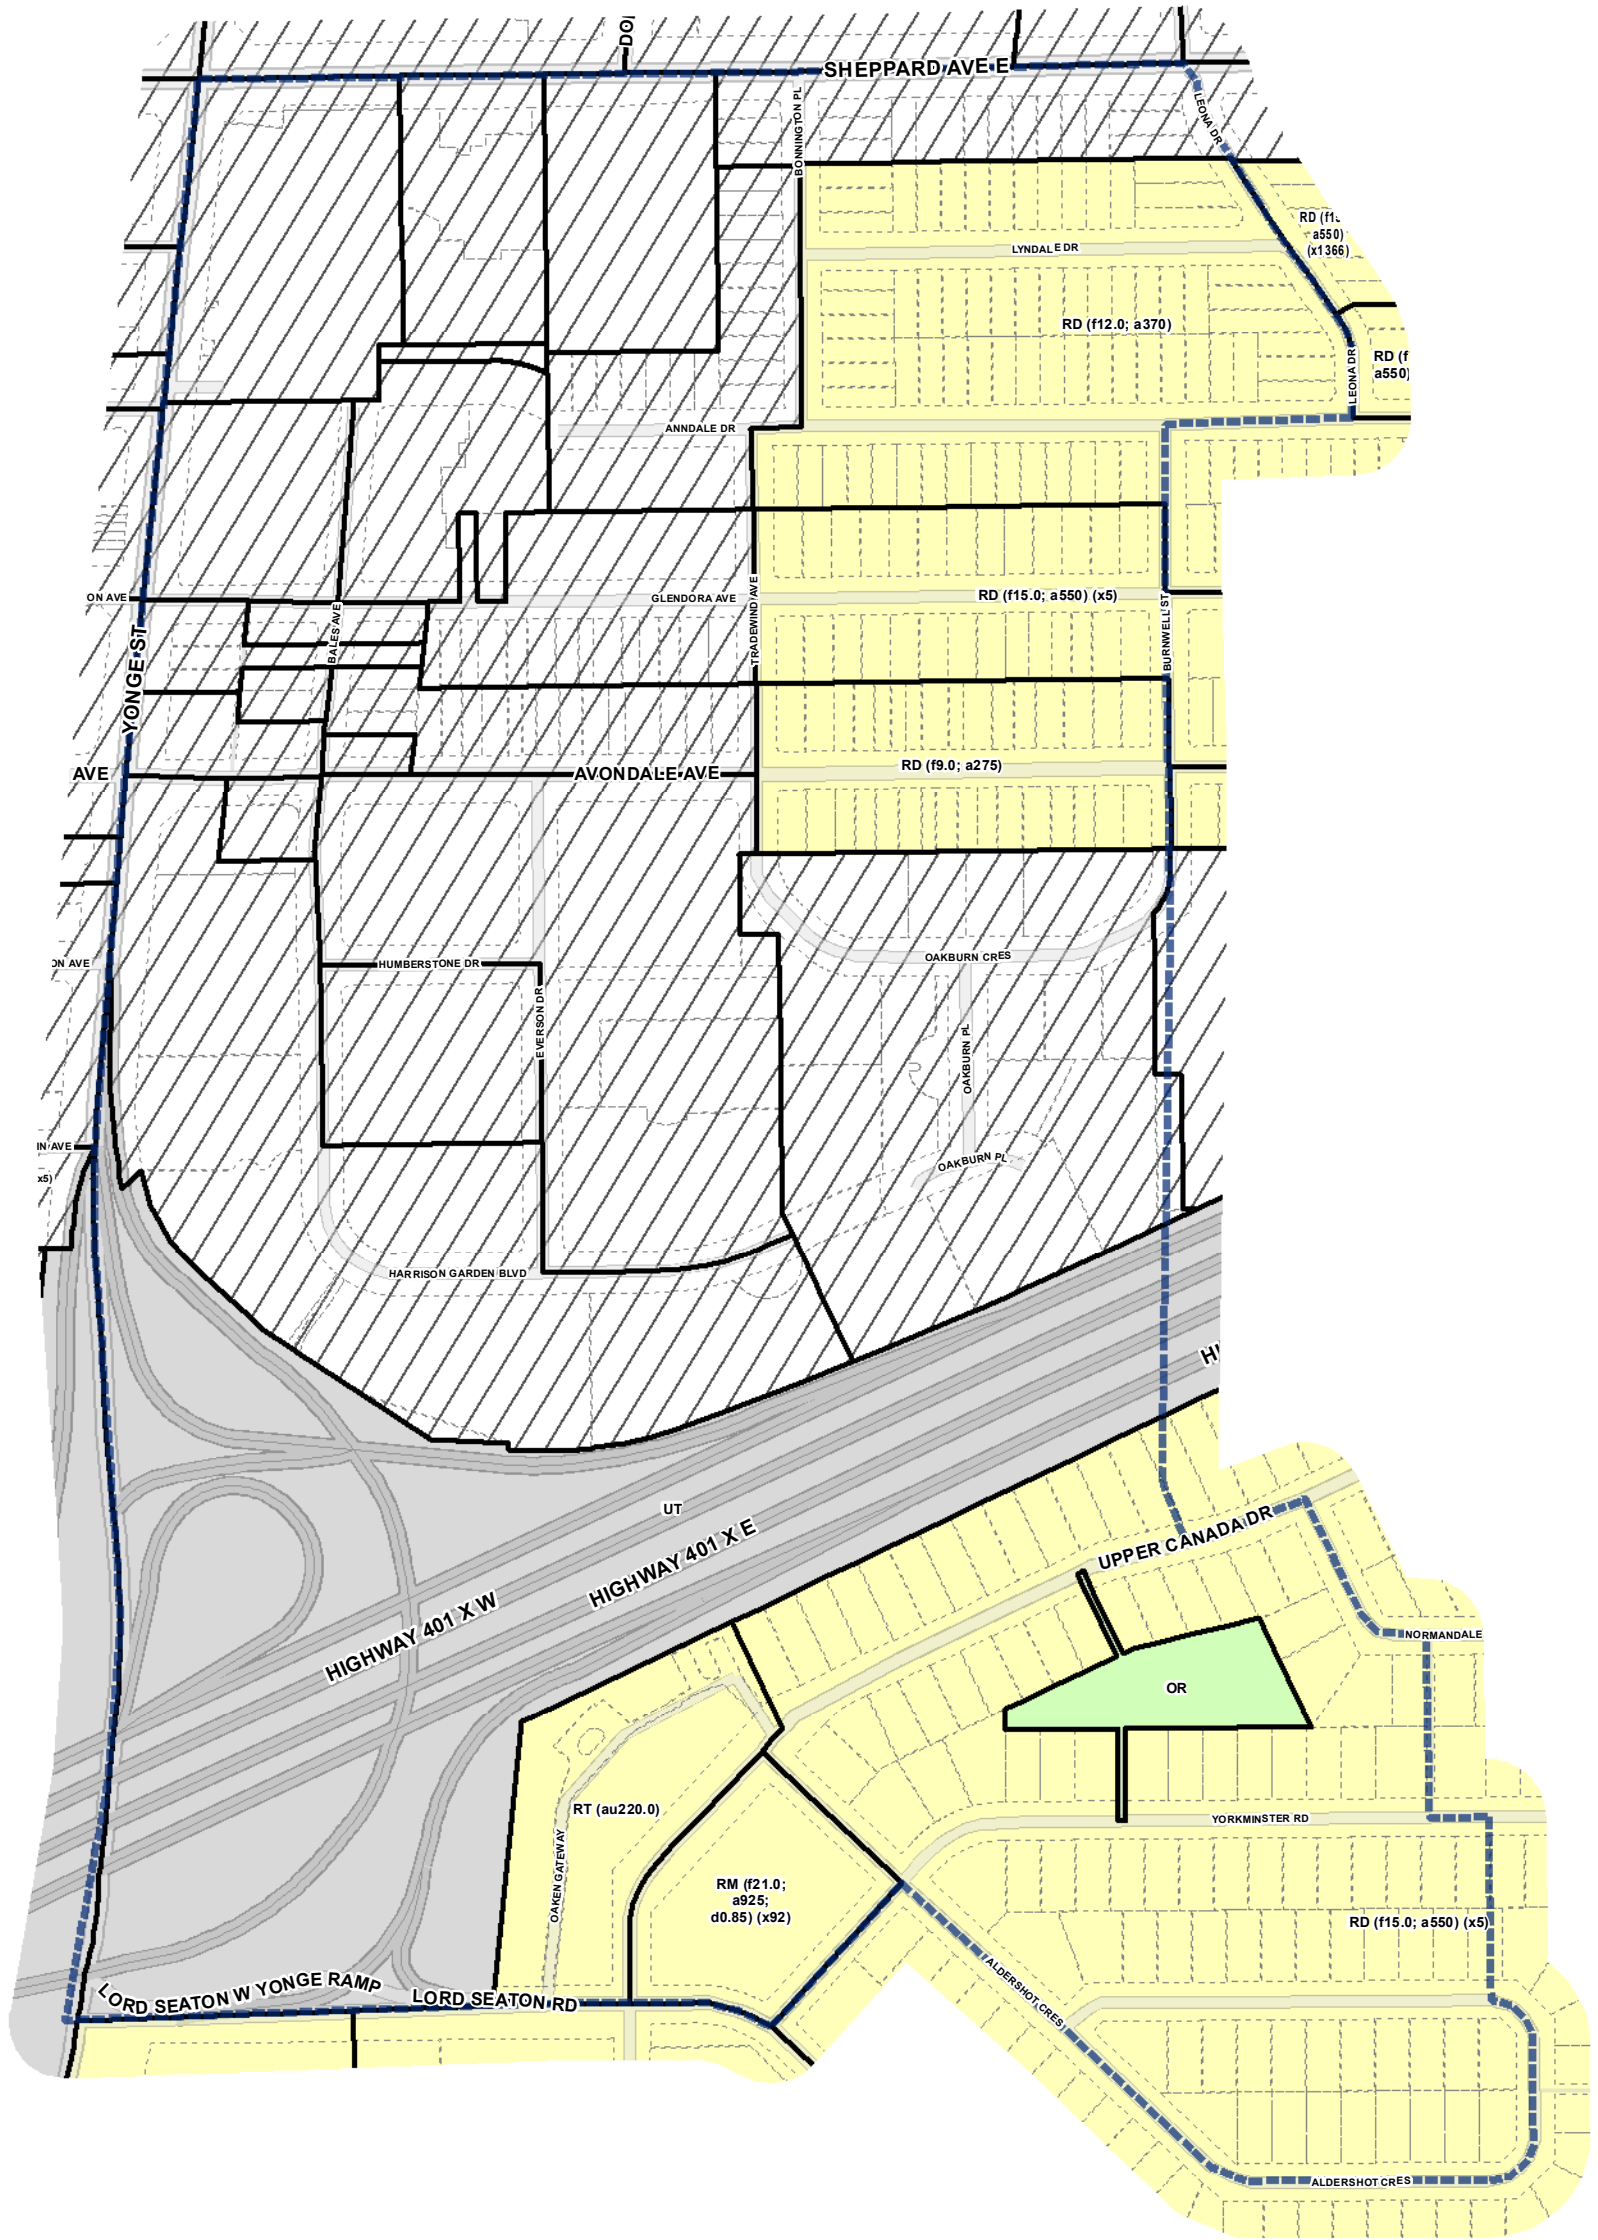 SHEPPARD AVE E
BONNINGTON PL
LEONA DR
a550)
(x1366)
LYNDALE DR
RD (f12.0; a370)
LEONA DR
a550)
ANNDALE DR
ON AVE
GLENDORA AVE
RD (f15.0; a550) (x5)
BALES AVE
TRADEWIND AVE
BURNWELL ST
YONGE ST
AVE
AVONDALE AVE
RD (f9.0; a275)
ON AVE
HUMBERSTONE DR
OAKBURN CRES
EVERSON DR
OAKBURN PL
IN AVE
x5)
OAKBURN PL
HARRISON GARDEN BLVD
UT
HIGHWAY 401 X E
HIGHWAY 401 X W
UPPER CANADA DR
NORMANDALE
OR
RT (au220.0)
OAKEN GATEWAY
YORKMINSTER RD
RM (f21.0;
a925;
d0.85) (x92)
RD (f15.0; a550) (x5)
ALDERSHOT CRES
LORD SEATON W YONGE RAMP
LORD SEATON RD
ALDERSHOT CRES